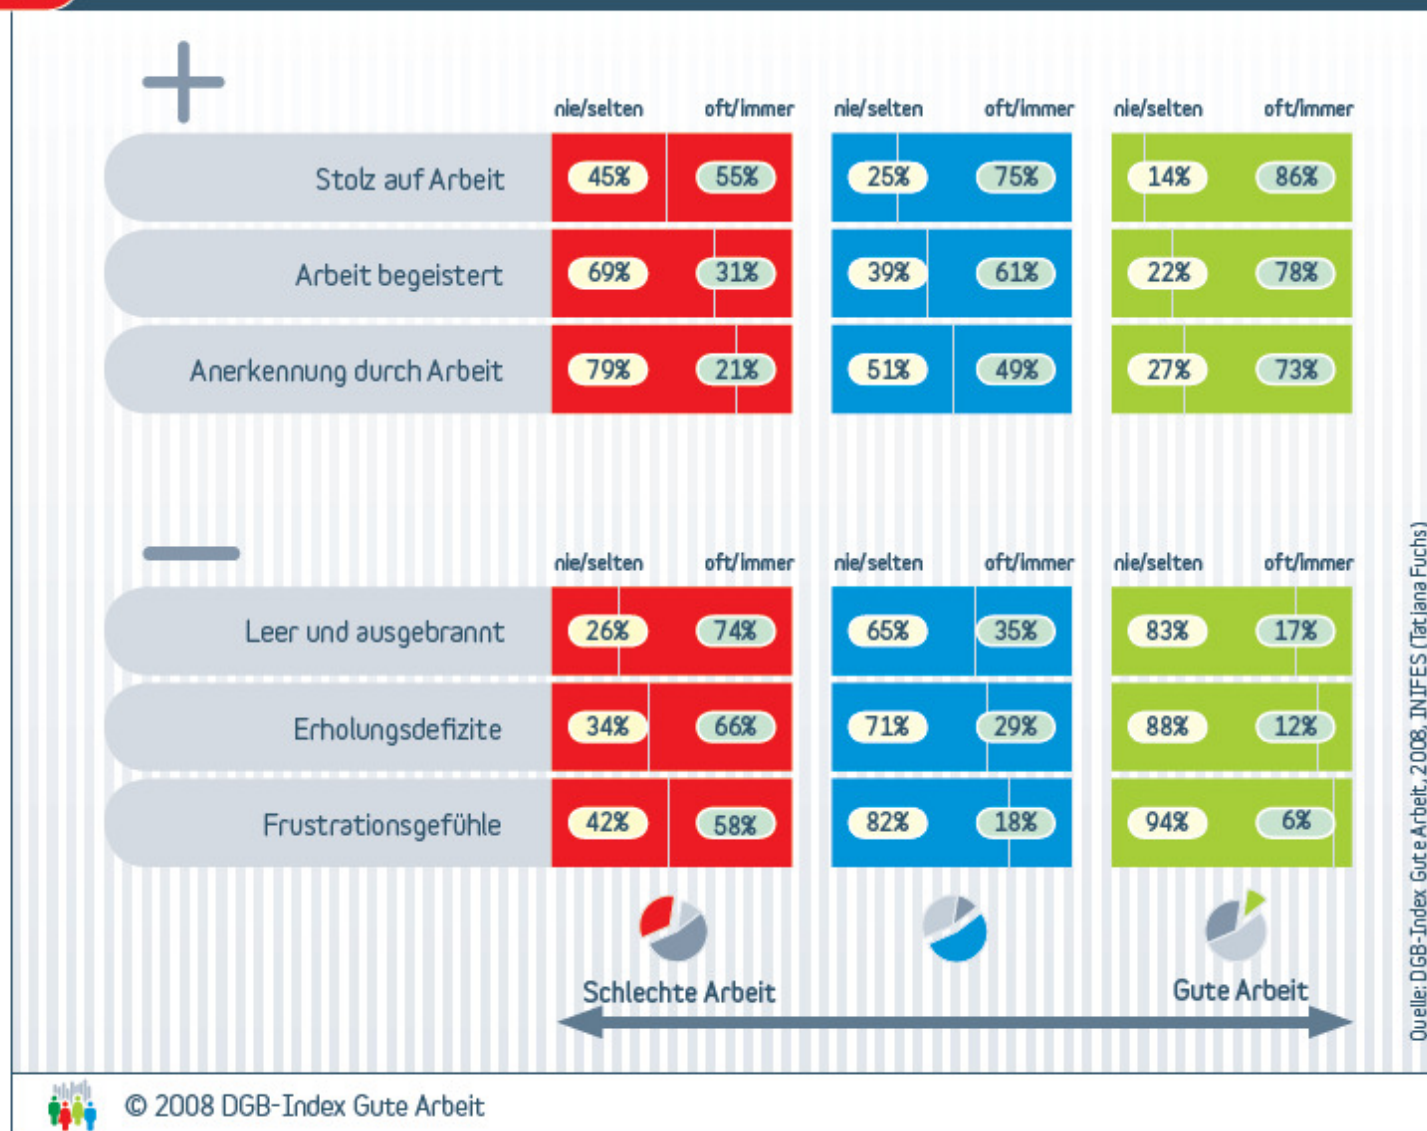 nie/selten oft/immer nie/selten oft/immer nie/selten oft/immer
Stolz auf Arbeit 45% 55% 25% 75% 14% 86%
Arbeit begeistert 69% 31% 39% 61% 22% 78%
Anerkennung durch Arbeit 79% 21% 51% 49% 27% 73%
nie/selten oft/immer nie/selten oft/immer nie/selten oft/immer
Leer und ausgebrannt 26% 74% 65% 35% 83% 17%
Erholungsdefizite 34% 66% 71% 29% 88% 12%
Frustrationsgefühle 42% 58% 82% 18% 94% 6%
Schlechte Arbeit Gute Arbeit
Quelle: DGB-Index Gute Arbeit, 2008, INIFES (Tatjana Fuchs)
© 2008 DGB-Index Gute Arbeit